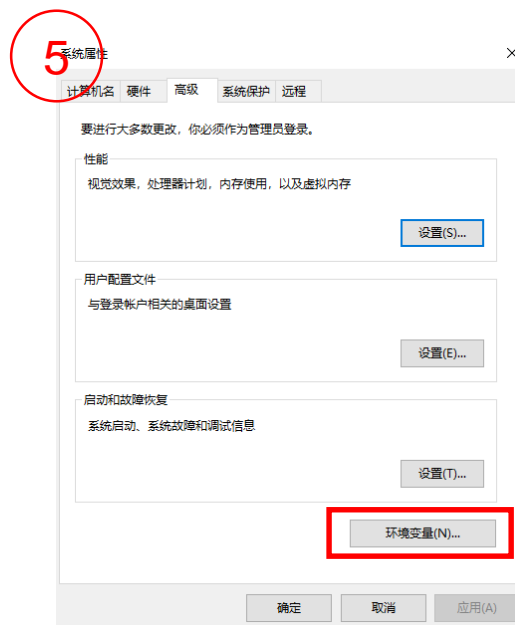 5
系统属性
计算机名 硬件 高级 系统保护 远程
要进行大多数更改，你必须作为管理员登录。
性能
视觉效果，处理器计划，内存使用，以及虚拟内存
设置(S)...
用户配置文件
与登录帐户相关的桌面设置
设置(E)...
启动和故障恢复
系统启动、系统故障和调试信息
设置(T)...
环境变量(N)...
确定 取消 应用(A)